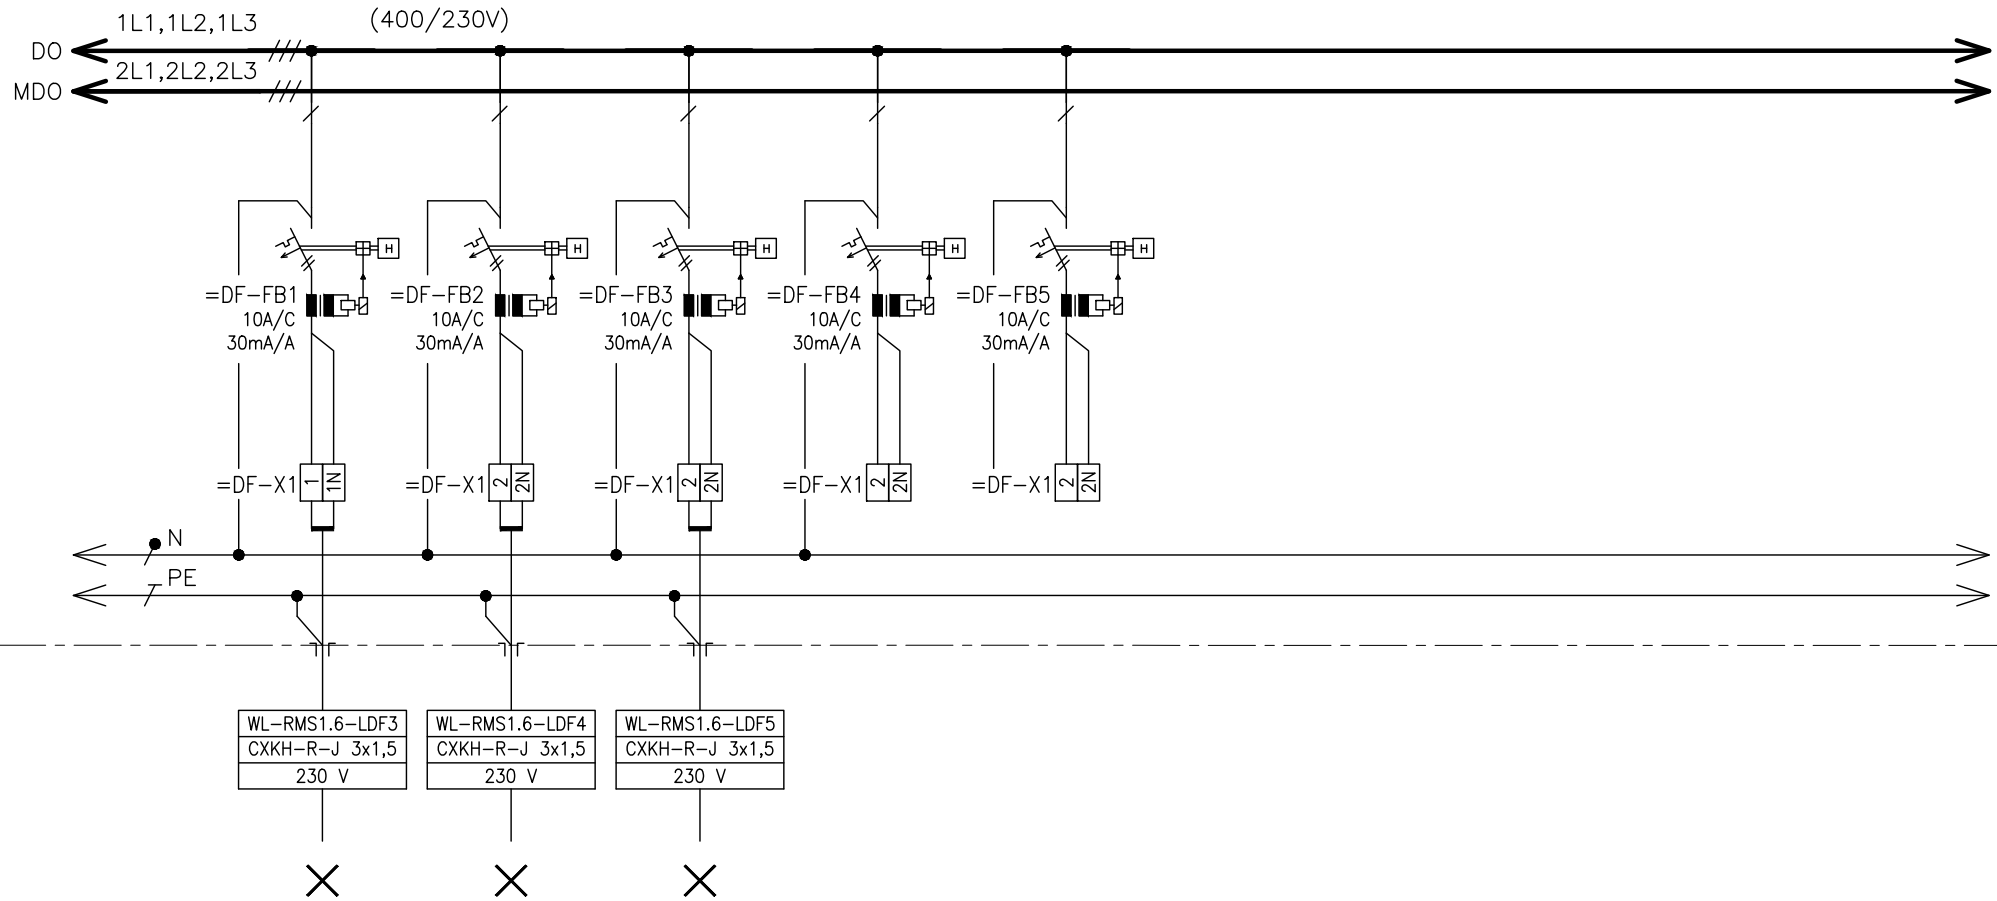 1L1,1L2,1L3 (400/230V)
DO
2L1,2L2,2L3
MDO
H H H H H
=DF-FB1 =DF-FB2 =DF-FB3 =DF-FB4 =DF-FB5
10A/C 10A/C 10A/C 10A/C 10A/C
30mA/A 30mA/A 30mA/A 30mA/A 30mA/A
=DF-X1 1 1N =DF-X1 2 2N =DF-X1 2 2N =DF-X1 2 2N =DF-X1 2 2N
N
PE
WL-RMS1.6-LDF3 WL-RMS1.6-LDF4 WL-RMS1.6-LDF5
CXKH-R-J 3x1,5 CXKH-R-J 3x1,5 CXKH-R-J 3x1,5
230 V 230 V 230 V